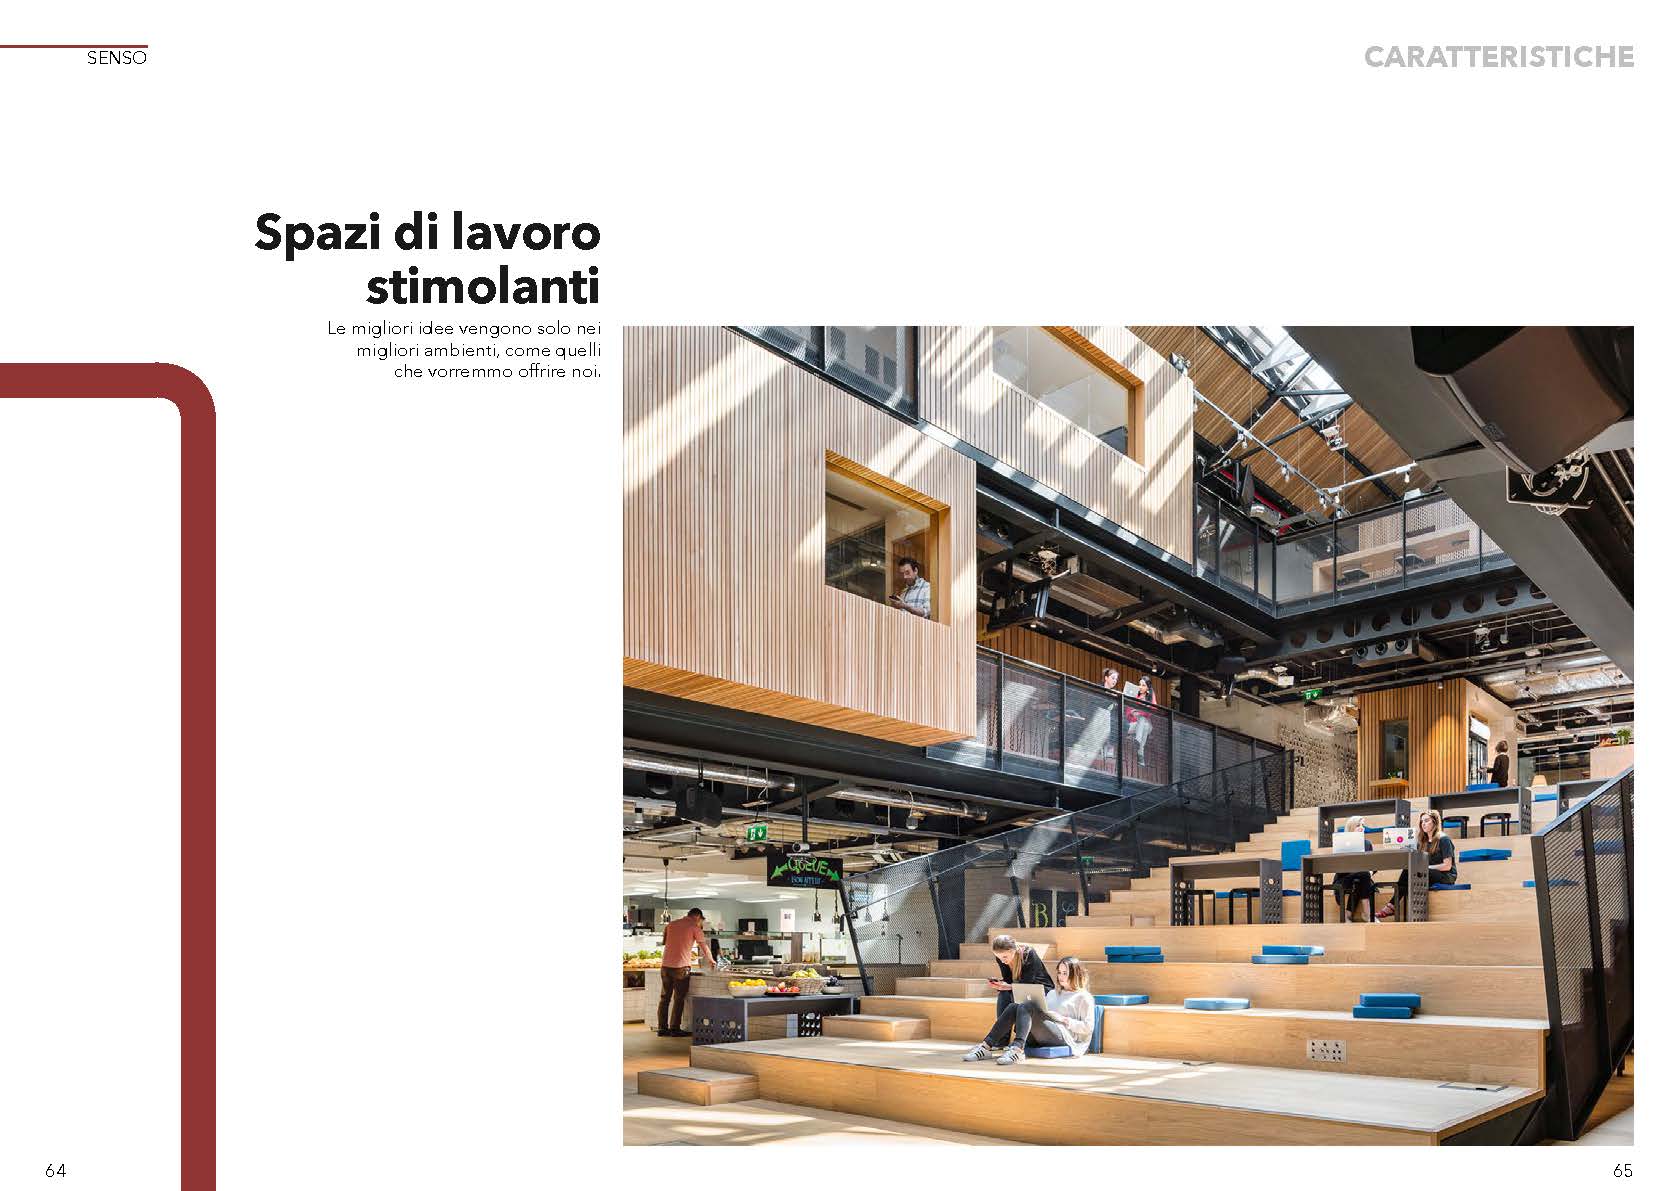 SENSO
CARATTERISTICHE
Spazi di lavoro
stimolanti
Le migliori idee vengono solo nei
migliori ambienti, come quelli
che vorremmo offrire noi.
QUEUE
B
64
65